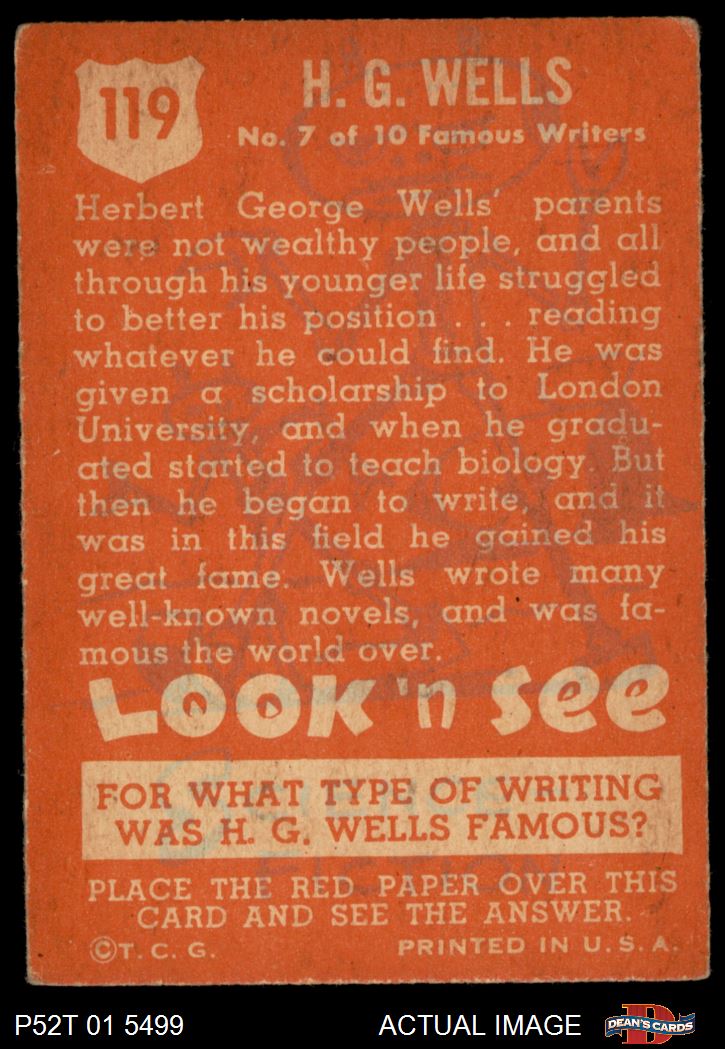 119
H. G. WELLS
No. 7 of 10 Famous Writers
Herbert George Wells' parents
were not wealthy people, and all
through his younger life struggled
to better his position . . . reading
whatever he could find. He was
given a scholarship to London
University, and when he gradu-
ated started to teach biology. But
then he began to write, and it
was in this field he gained his
great fame. Wells wrote many
well-known novels, and was fa-
mous the world over.
LOOK 'n SEE
FOR WHAT TYPE OF WRITING
WAS H. G. WELLS FAMOUS?
PLACE THE RED PAPER OVER THIS
CARD AND SEE THE ANSWER.
©T. C. G. PRINTED IN U. S. A.
P52T 01 5499 ACTUAL IMAGE DEAN'S CARDS